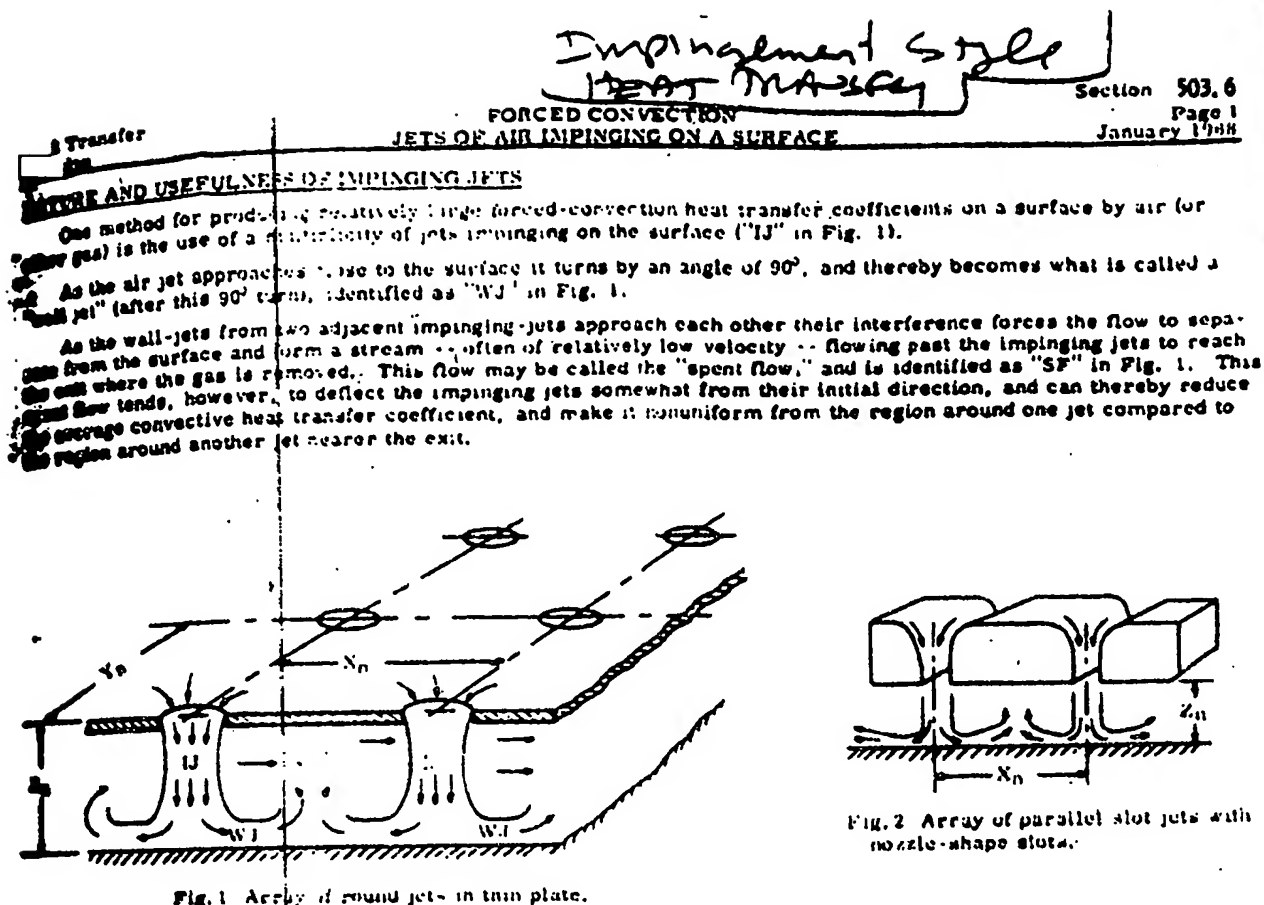 Impingement Style
HEAT TRANSFER
Section 503.6
FORCED CONVECTION
Page 1
Transfer
JETS OF AIR IMPINGING ON A SURFACE
January
AND USEFULNESS OF IMPINGING JETS
One method for producing relatively large forced-convection heat transfer coefficients on a surface by air (or
other gas) is the use of a multiplicity of jets impinging on the surface ("IJ" in Fig. 1).
As the air jet approaches close to the surface it turns by an angle of 90°, and thereby becomes what is called a
"wall jet" (after this 90° turn), identified as "WJ" in Fig. 1.
As the wall-jets from two adjacent impinging-jets approach each other their interference forces the flow to sepa-
rate from the surface and form a stream -- often of relatively low velocity -- flowing past the impinging jets to reach
the exit where the gas is removed. This flow may be called the "spent flow," and is identified as "SF" in Fig. 1. This
spent flow tends, however, to deflect the impinging jets somewhat from their initial direction, and can thereby reduce
the average convective heat transfer coefficient, and make it nonuniform from the region around one jet compared to
the region around another jet nearer the exit.
Xn
Zn
IJ
WJ
WJ
Xn
Fig. 2 Array of parallel slot jets with
nozzle-shape slots.
Fig. 1 Array of round jets in thin plate.